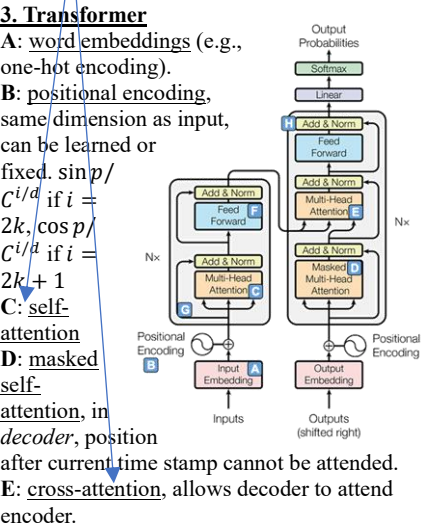 3. Transformer
A: word embeddings (e.g.,
one-hot encoding).
B: positional encoding,
same dimension as input,
can be learned or
fixed. sin p/
C^{i/d} if i =
2k, cos p/
C^{i/d} if i =
2k + 1
C: self-
attention
D: masked
self-
attention, in
decoder, position
after current time stamp cannot be attended.
E: cross-attention, allows decoder to attend
encoder.
Output
Probabilities
Softmax
Linear
H
Add & Norm
Feed
Forward
Add & Norm
Multi-Head
Attention
E
Nx
Add & Norm
Masked
Multi-Head
Attention
D
Add & Norm
Feed
Forward
F
Nx
Add & Norm
Multi-Head
Attention
C
G
Positional
Encoding
B
Positional
Encoding
Input
Embedding
A
Output
Embedding
Inputs
Outputs
(shifted right)